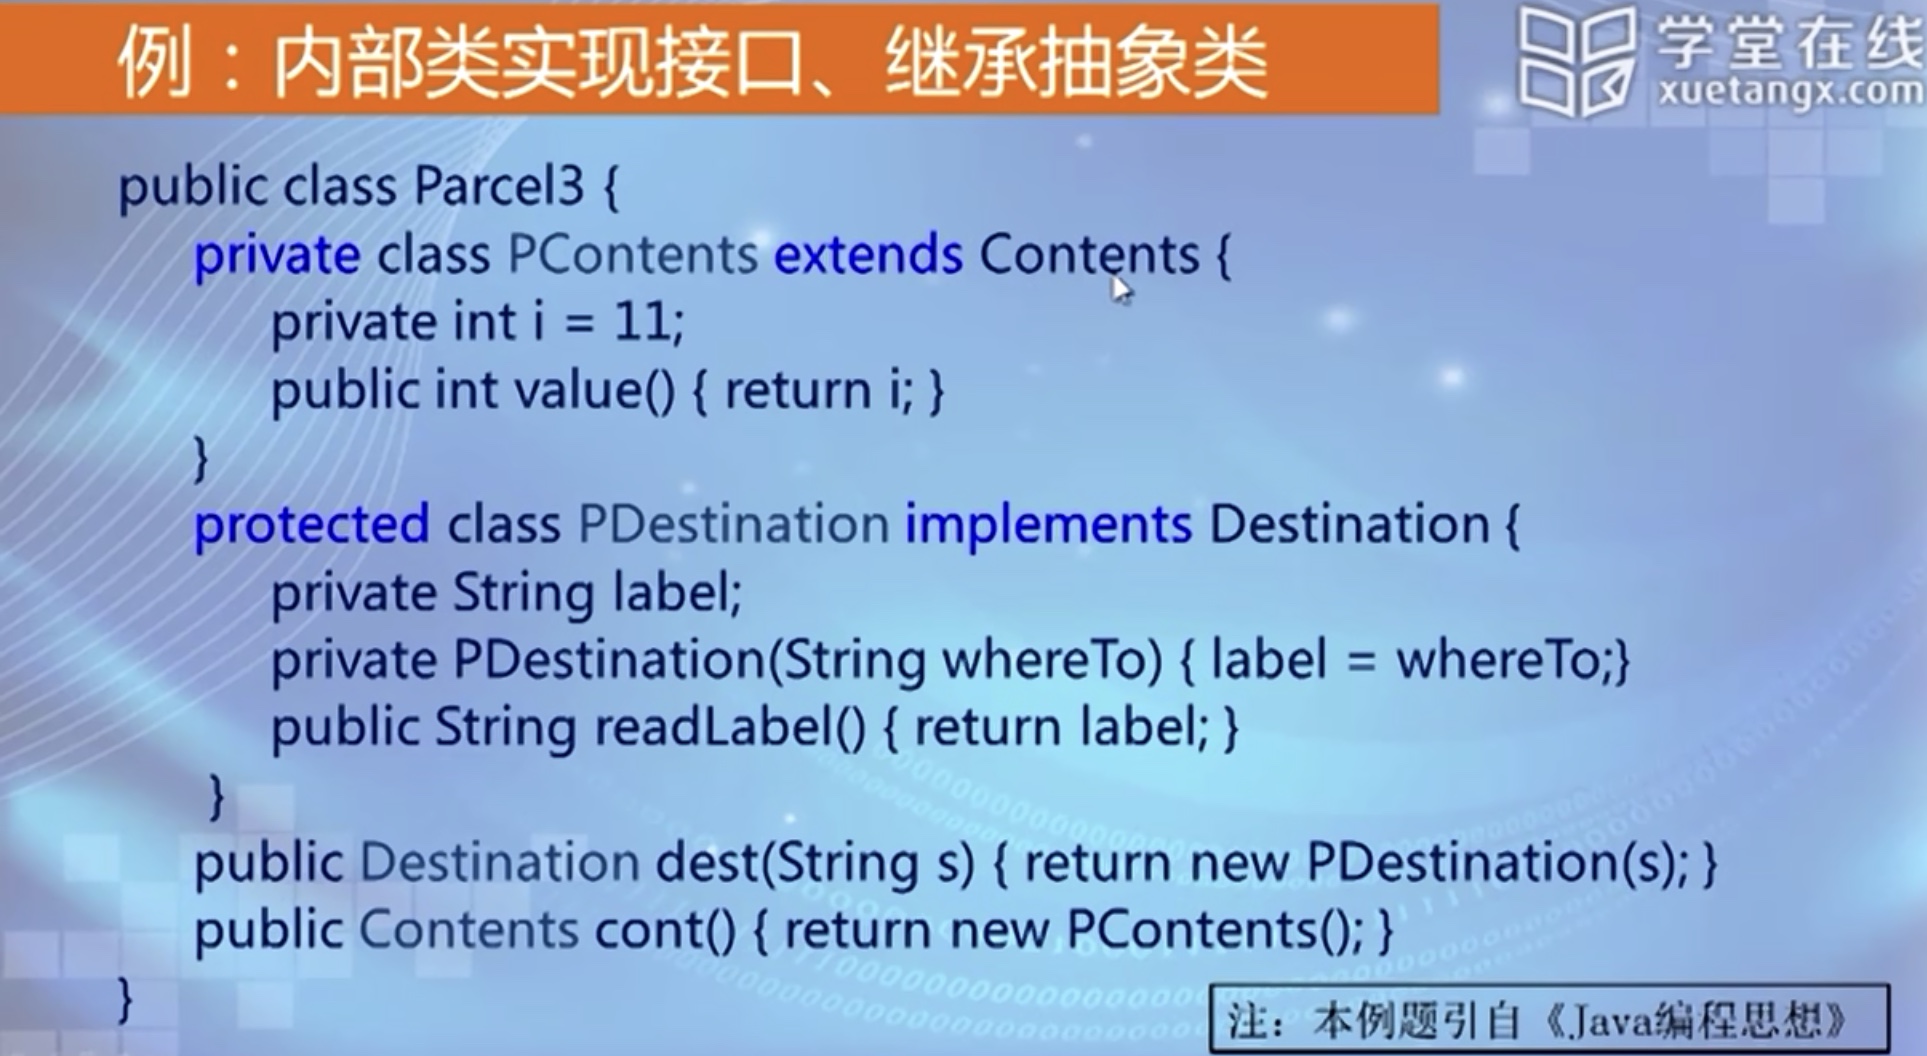 例：内部类实现接口、继承抽象类
学堂在线
xuetangx.com
public class Parcel3 {
private class PContents extends Contents {
private int i = 11;
public int value() { return i; }
}
protected class PDestination implements Destination {
private String label;
private PDestination(String whereTo) { label = whereTo;}
public String readLabel() { return label; }
}
public Destination dest(String s) { return new PDestination(s); }
public Contents cont() { return new PContents(); }
}
注：本例题引自《Java编程思想》